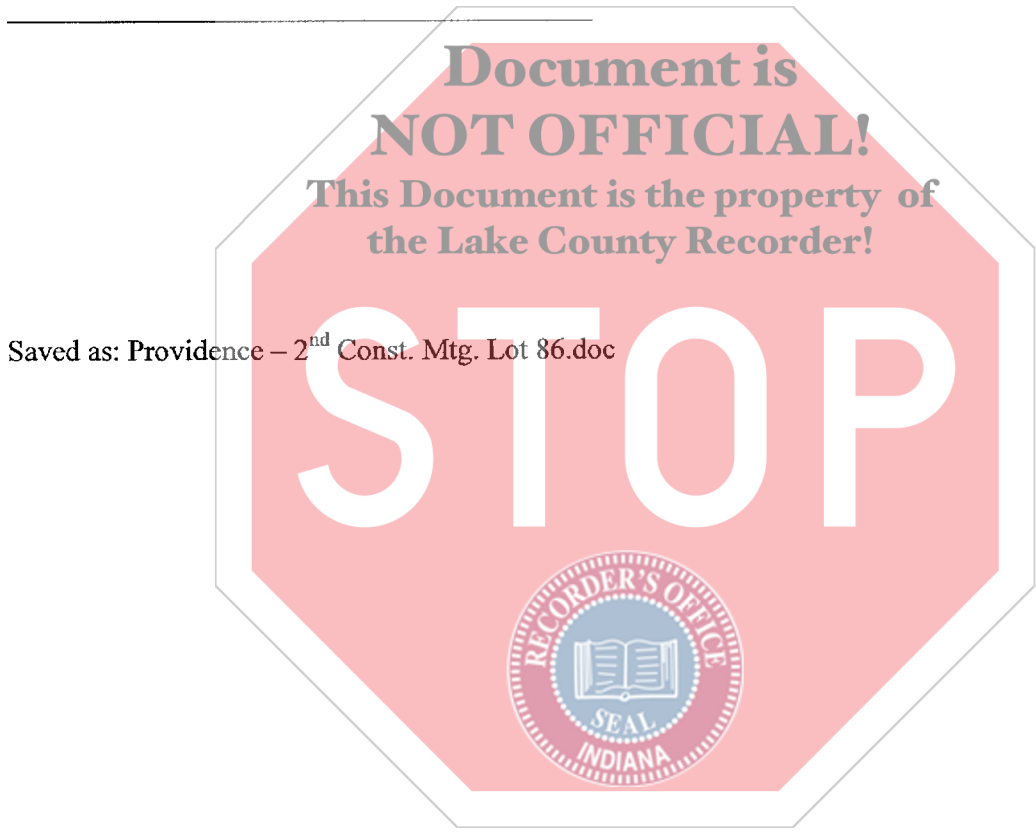 Document is
NOT OFFICIAL!
This Document is the property of
the Lake County Recorder!
Saved as: Providence – 2nd Const. Mtg. Lot 86.doc
STOP
RECORDER'S OFFICE
SEAL
INDIANA